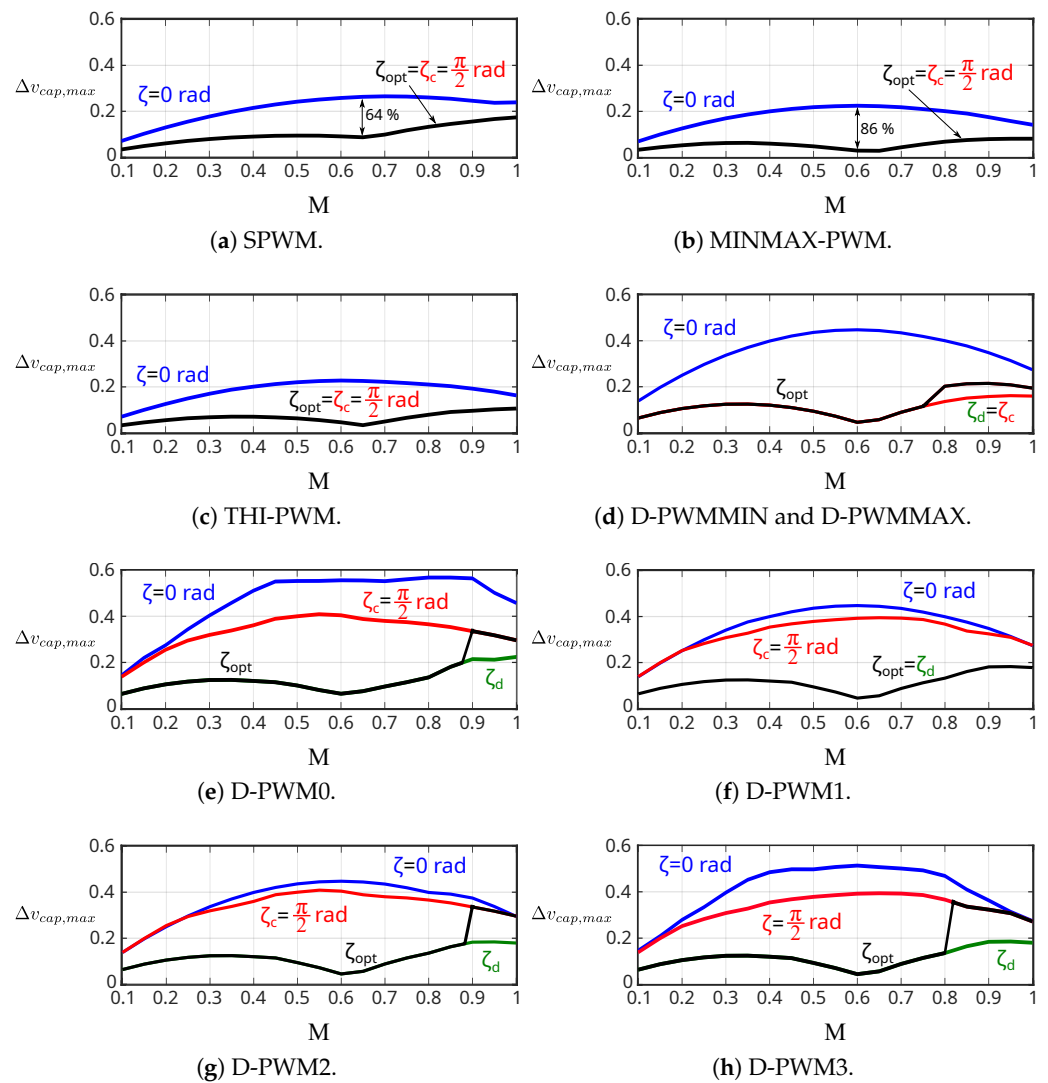 0.6
0.4
Δv_cap,max
0.2
0
ζ=0 rad
ζopt=ζc=π/2 rad
64 %
0.1 0.2 0.3 0.4 0.5 0.6 0.7 0.8 0.9 1
M
(a) SPWM.
0.6
0.4
Δv_cap,max
0.2
0
ζ=0 rad
ζopt=ζc=π/2 rad
86 %
0.1 0.2 0.3 0.4 0.5 0.6 0.7 0.8 0.9 1
M
(b) MINMAX-PWM.
0.6
0.4
Δv_cap,max
0.2
0
ζ=0 rad
ζopt=ζc=π/2 rad
0.1 0.2 0.3 0.4 0.5 0.6 0.7 0.8 0.9 1
M
(c) THI-PWM.
0.6
0.4
Δv_cap,max
0.2
0
ζ=0 rad
ζopt
ζd=ζc
0.1 0.2 0.3 0.4 0.5 0.6 0.7 0.8 0.9 1
M
(d) D-PWMMIN and D-PWMMAX.
0.6
0.4
Δv_cap,max
0.2
0
ζ=0 rad
ζc=π/2 rad
ζopt
ζd
0.1 0.2 0.3 0.4 0.5 0.6 0.7 0.8 0.9 1
M
(e) D-PWM0.
0.6
0.4
Δv_cap,max
0.2
0
ζ=0 rad
ζc=π/2 rad
ζopt=ζd
0.1 0.2 0.3 0.4 0.5 0.6 0.7 0.8 0.9 1
M
(f) D-PWM1.
0.6
0.4
Δv_cap,max
0.2
0
ζ=0 rad
ζc=π/2 rad
ζopt
ζd
0.1 0.2 0.3 0.4 0.5 0.6 0.7 0.8 0.9 1
M
(g) D-PWM2.
0.6
0.4
Δv_cap,max
0.2
0
ζ=0 rad
ζ=π/2 rad
ζopt
ζd
0.1 0.2 0.3 0.4 0.5 0.6 0.7 0.8 0.9 1
M
(h) D-PWM3.